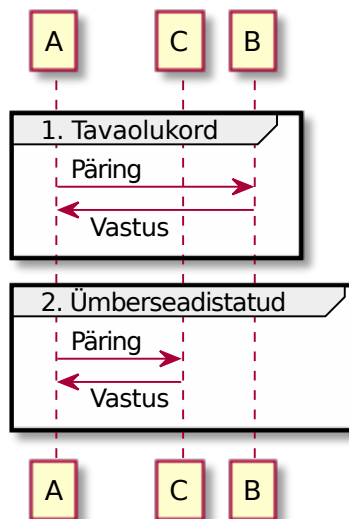 A C B
1. Tavaolukord
Päring
Vastus
2. Ümberseadistatud
Päring
Vastus
A C B